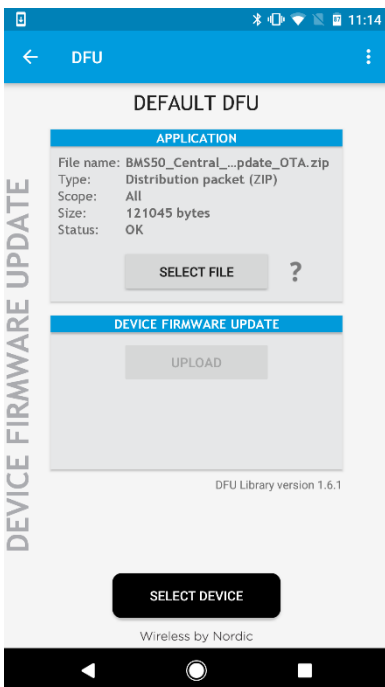 11:14
DFU
DEFAULT DFU
APPLICATION
File name: BMS50_Central_...pdate_OTA.zip
Type: Distribution packet (ZIP)
Scope: All
Size: 121045 bytes
Status: OK
SELECT FILE ?
DEVICE FIRMWARE UPDATE
UPLOAD
DFU Library version 1.6.1
DEVICE FIRMWARE UPDATE
SELECT DEVICE
Wireless by Nordic